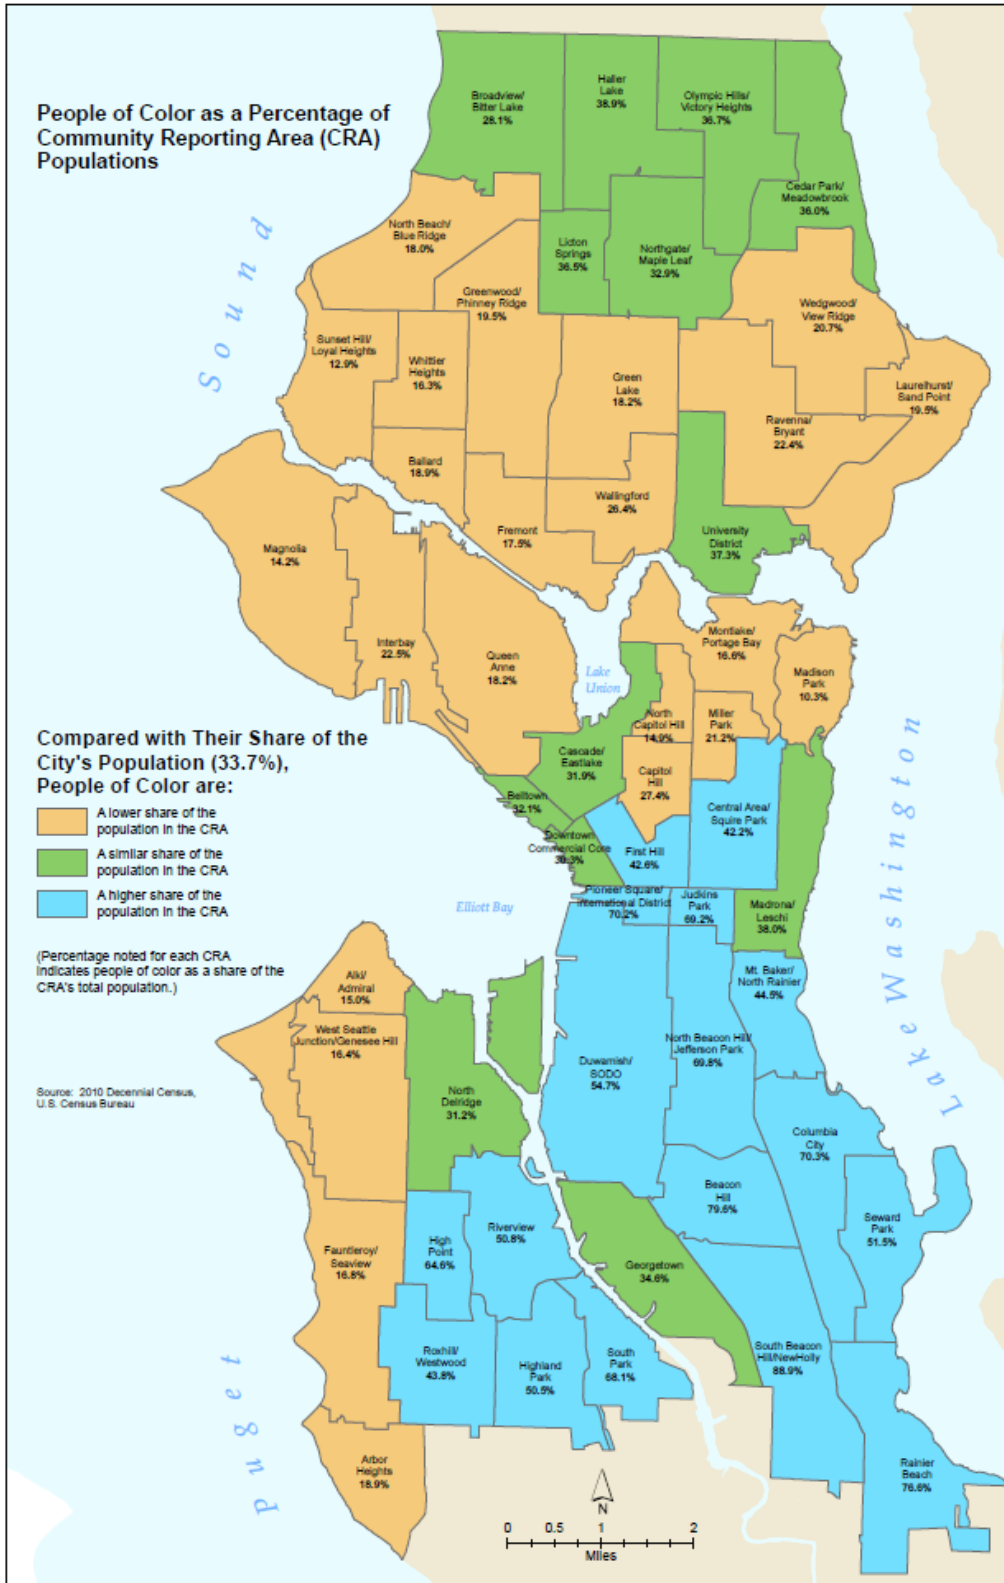 People of Color as a Percentage of
Community Reporting Area (CRA)
Populations
Broadview/
Bitter Lake
28.1%
Haller
Lake
38.9%
Olympic Hills/
Victory Heights
36.7%
Cedar Park/
Meadowbrook
36.0%
North Beach/
Blue Ridge
18.0%
Licton
Springs
36.5%
Northgate/
Maple Leaf
32.9%
Greenwood/
Phinney Ridge
19.5%
Wedgwood/
View Ridge
20.7%
Sunset Hill/
Loyal Heights
12.9%
Whittier
Heights
16.3%
Green
Lake
18.2%
Laurelhurst/
Sand Point
19.5%
Ravenna/
Bryant
22.4%
Ballard
18.9%
Wallingford
26.4%
Fremont
17.5%
University
District
37.3%
Magnolia
14.2%
Interbay
22.5%
Queen
Anne
18.2%
Lake
Union
Montlake/
Portage Bay
16.6%
Madison
Park
10.3%
North
Capitol Hill
14.9%
Miller
Park
21.2%
Cascade/
Eastlake
31.9%
Capitol
Hill
27.4%
Belltown
32.1%
Central Area/
Squire Park
42.2%
Downtown
Commercial Core
First Hill
42.6%
Pioneer Square/
International District
70.2%
Judkins
Park
69.2%
Madrona/
Leschi
38.0%
Compared with Their Share of the
City's Population (33.7%),
People of Color are:
A lower share of the
population in the CRA
A similar share of the
population in the CRA
A higher share of the
population in the CRA
(Percentage noted for each CRA
indicates people of color as a share of the
CRA's total population.)
Source: 2010 Decennial Census,
U.S. Census Bureau
Elliott Bay
Alki/
Admiral
15.0%
West Seattle
Junction/Genesee Hill
16.4%
North
Delridge
31.2%
Duwamish/
SODO
54.7%
North Beacon Hill/
Jefferson Park
69.8%
Mt. Baker/
North Rainier
44.5%
Columbia
City
70.3%
Beacon
Hill
79.6%
Seward
Park
51.5%
Fauntleroy/
Seaview
16.8%
High
Point
64.6%
Riverview
50.8%
Georgetown
34.6%
Roxhill/
Westwood
43.8%
Highland
Park
50.5%
South
Park
68.1%
South Beacon
Hill/NewHolly
88.9%
Arbor
Heights
18.9%
Rainier
Beach
76.6%
Puget
Sound
Lake Washington
N
0 0.5 1 2
Miles